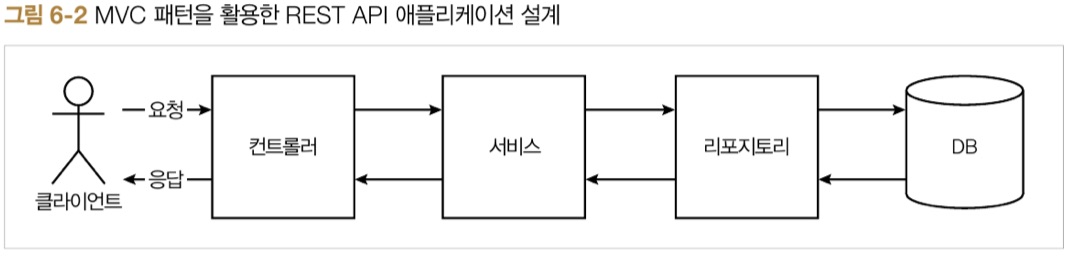 그림 6-2 MVC 패턴을 활용한 REST API 애플리케이션 설계
요청
컨트롤러
서비스
리포지토리
DB
응답
클라이언트